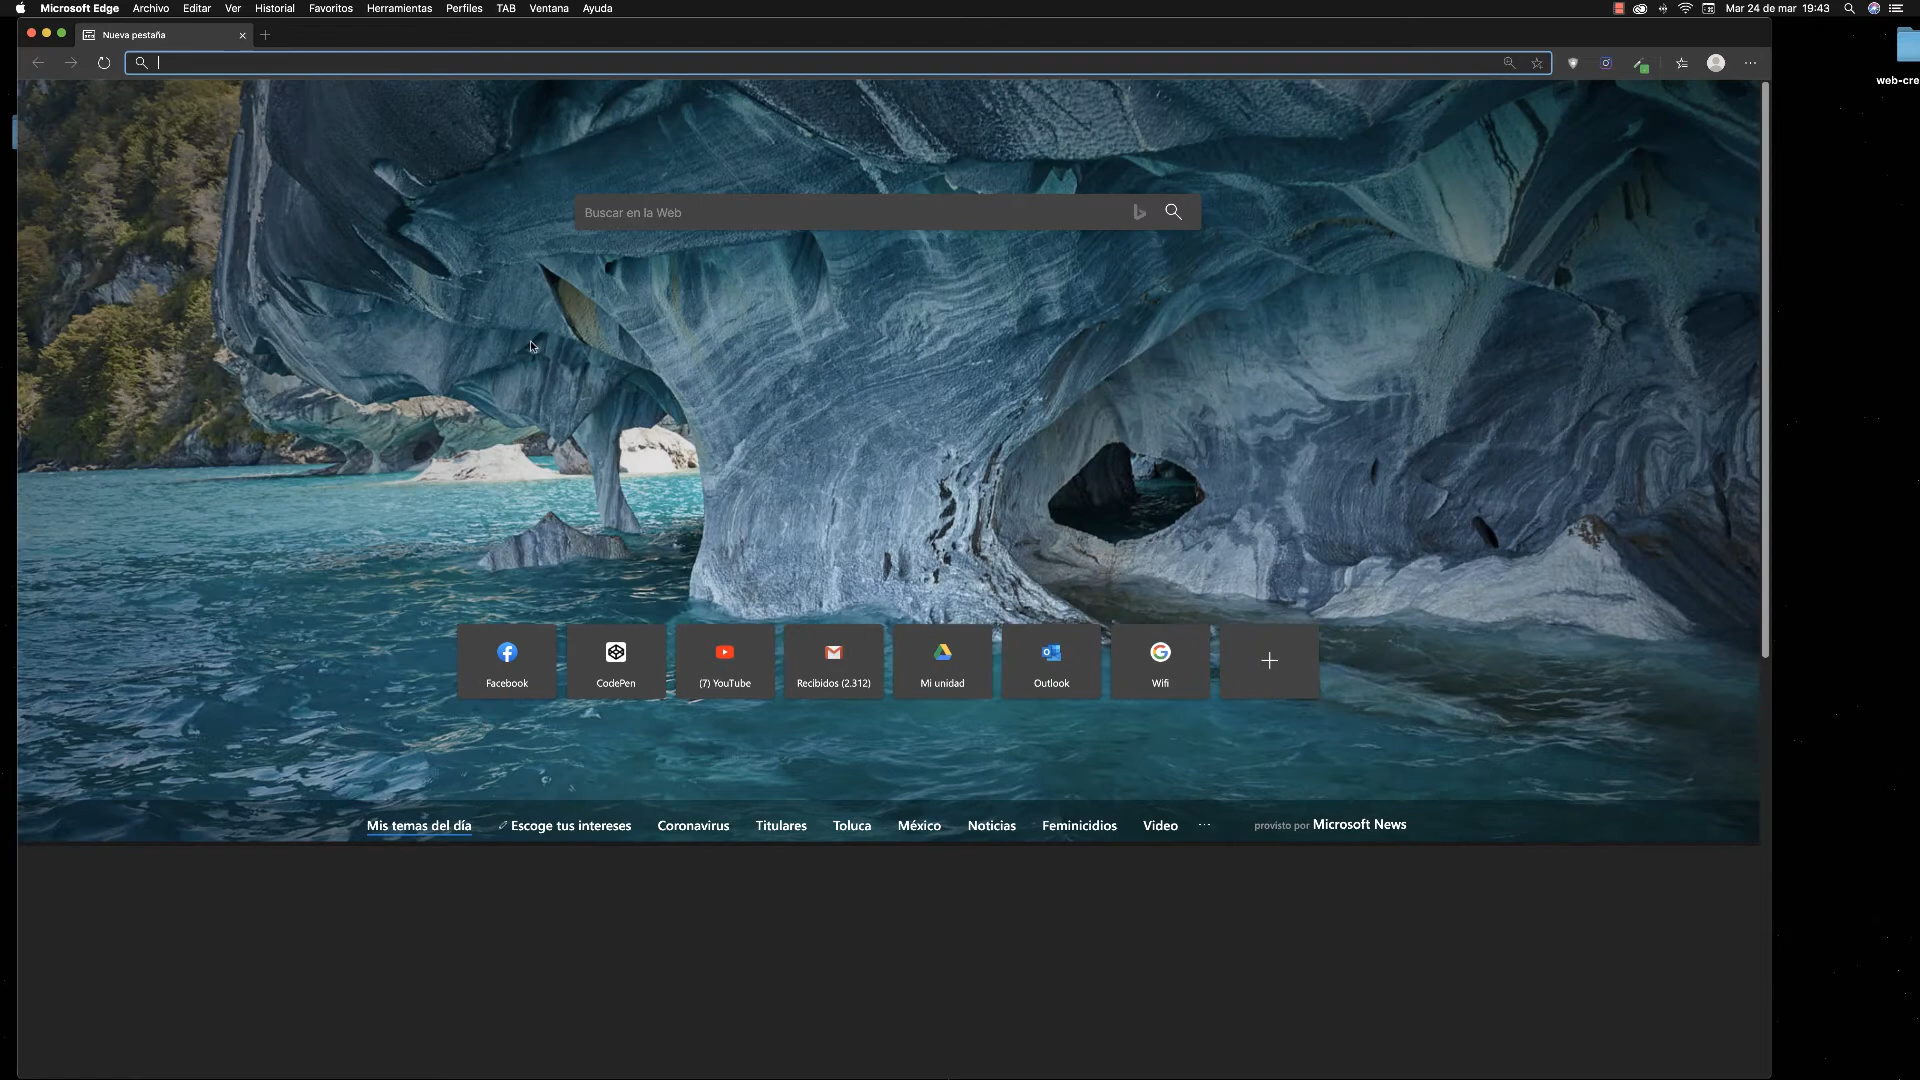 Microsoft Edge Archivo Editar Ver Historial Favoritos Herramientas Perfiles TAB Ventana Ayuda Mar 24 de mar 19:43
Nueva pestaña
web-cre
Buscar en la Web
Facebook CodePen (7) YouTube Recibidos (2.312) Mi unidad Outlook Wifi
Mis temas del día Escoge tus intereses Coronavirus Titulares Toluca México Noticias Feminicidios Video ... provisto por Microsoft News